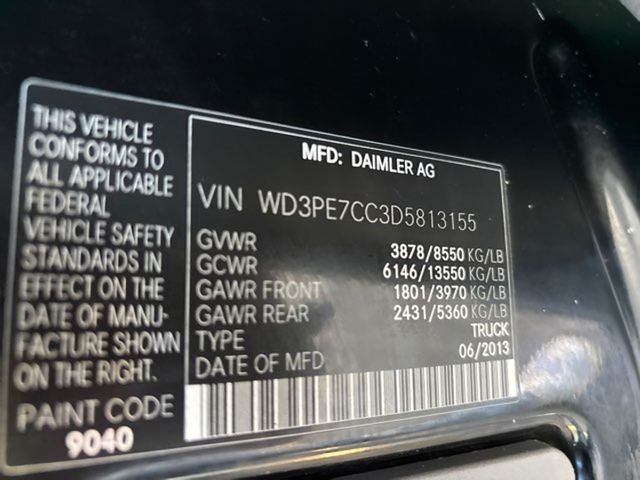 THIS VEHICLE
CONFORMS TO
ALL APPLICABLE
FEDERAL
VEHICLE SAFETY
STANDARDS IN
EFFECT ON THE
DATE OF MANU-
FACTURE SHOWN
ON THE RIGHT.
PAINT CODE
9040
MFD: DAIMLER AG
VIN WD3PE7CC3D5813155
GVWR 3878/8550 KG/LB
GCWR 6146/13550 KG/LB
GAWR FRONT 1801/3970 KG/LB
GAWR REAR 2431/5360 KG/LB
TYPE TRUCK
DATE OF MFD 06/2013